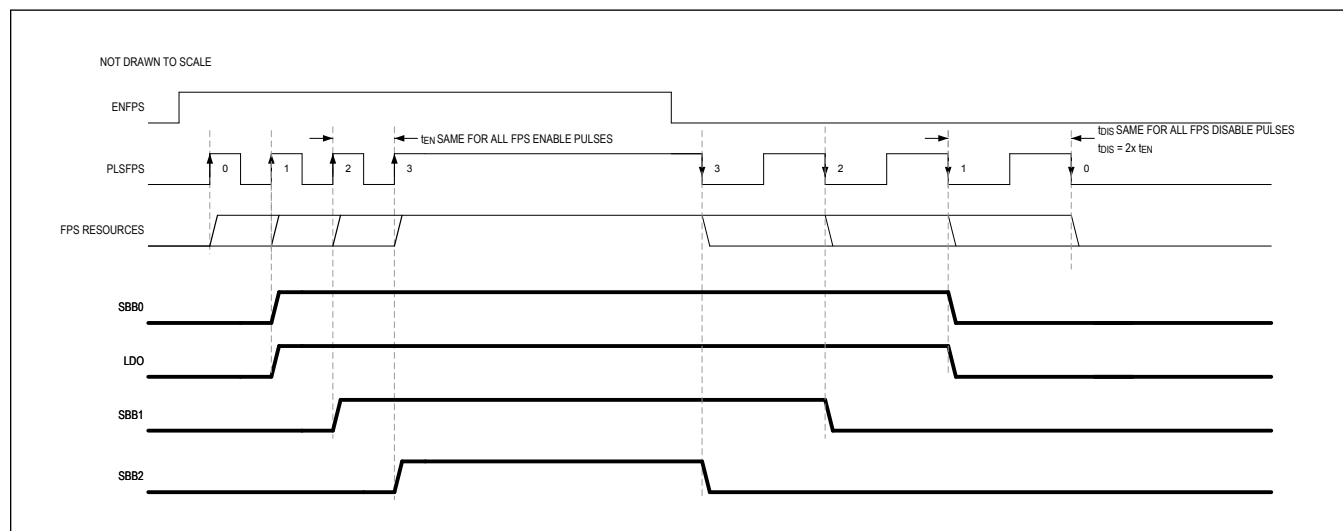 NOT DRAWN TO SCALE
ENFPS
tEN SAME FOR ALL FPS ENABLE PULSES
tDIS SAME FOR ALL FPS DISABLE PULSES
tDIS = 2x tEN
PLSFPS
0 1 2 3 3 2 1 0
FPS RESOURCES
SBB0
LDO
SBB1
SBB2